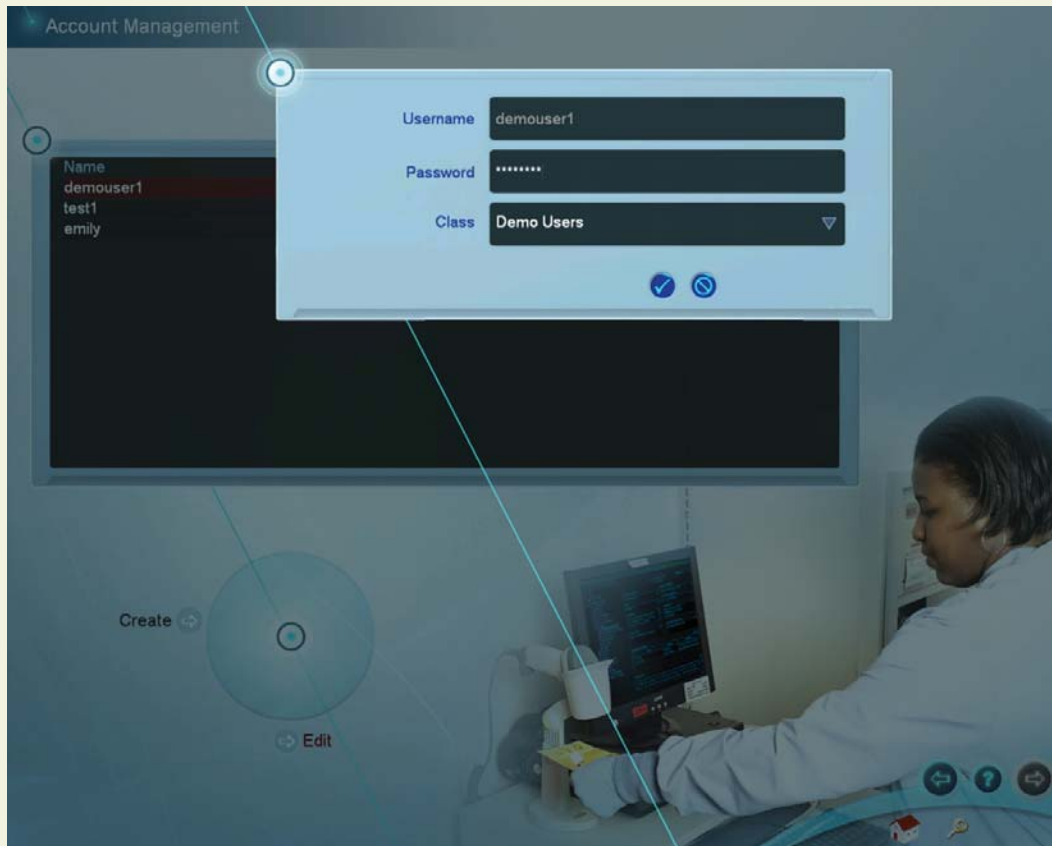 Account Management
Username demouser1
Password ********
Class Demo Users
Name
demouser1
test1
emily
Create
Edit
?